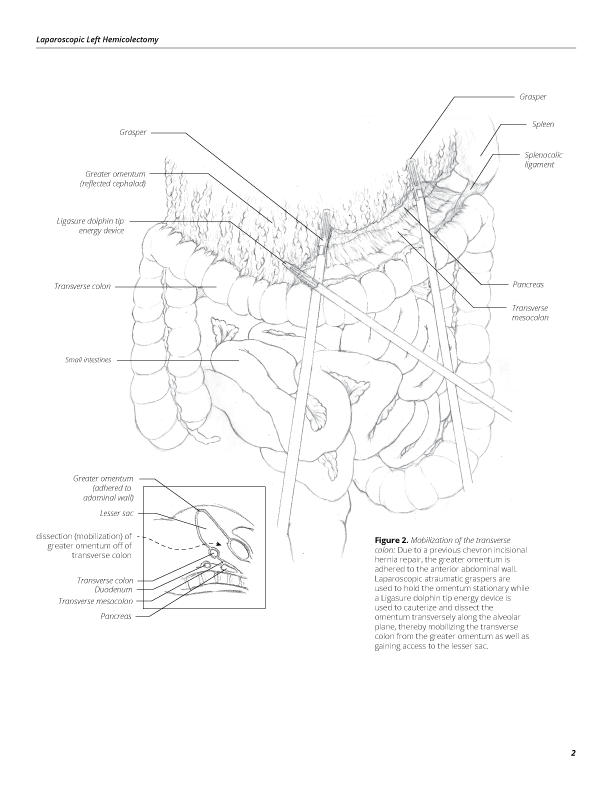 Laparoscopic Left Hemicolectomy
Grasper
Spleen
Splenocolic
ligament
Grasper
Greater omentum
(reflected cephalad)
Ligasure dolphin tip
energy device
Transverse colon
Pancreas
Transverse
mesocolon
Small intestines
Greater omentum
(adhered to
adominal wall)
Lesser sac
dissection (mobilization) of
greater omentum off of
transverse colon
Transverse colon
Duodenum
Transverse mesocolon
Pancreas
Figure 2. Mobilization of the transverse
colon: Due to a previous chevron incisional
hernia repair, the greater omentum is
adhered to the anterior abdominal wall.
Laparoscopic atraumatic graspers are
used to hold the omentum stationary while
a Ligasure dolphin tip energy device is
used to cauterize and dissect the
omentum transversely along the alveolar
plane, thereby mobilizing the transverse
colon from the greater omentum as well as
gaining access to the lesser sac.
2